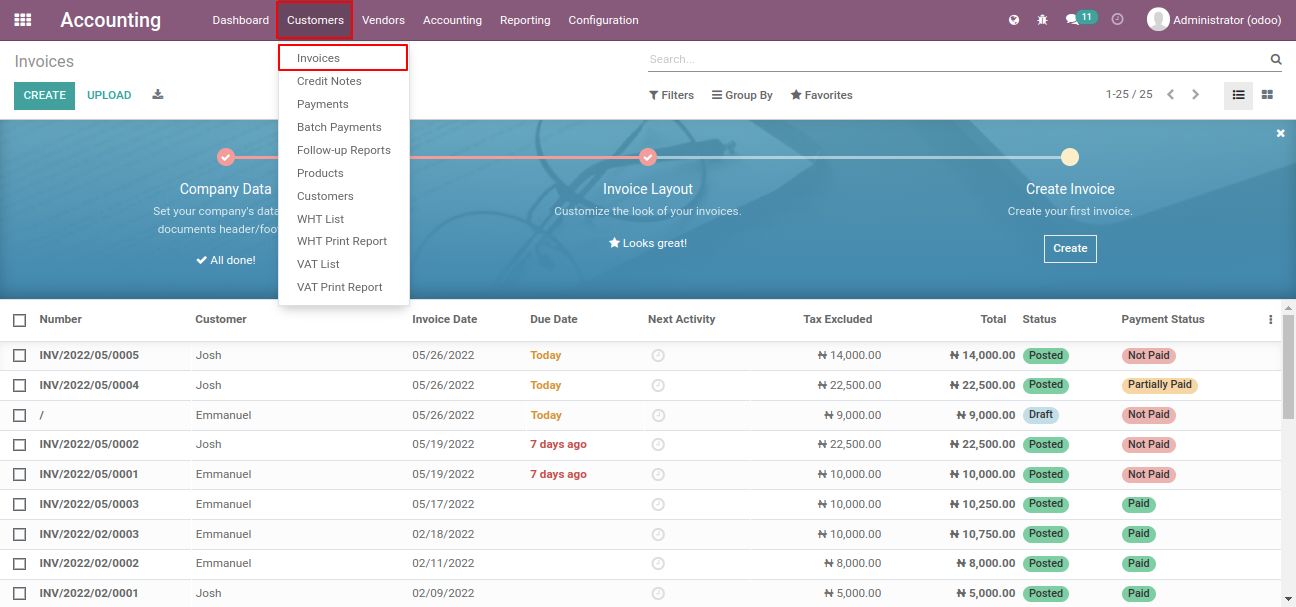 Accounting Dashboard Customers Vendors Accounting Reporting Configuration 11 Administrator (odoo)
Invoices
Search...
CREATE UPLOAD
Filters Group By Favorites 1-25 / 25
Invoices
Credit Notes
Payments
Batch Payments
Follow-up Reports
Products
Customers
WHT List
WHT Print Report
VAT List
VAT Print Report
Company Data
Set your company's data
documents header/foo
All done!
Invoice Layout
Customize the look of your invoices.
Looks great!
Create Invoice
Create your first invoice.
Create
Number Customer Invoice Date Due Date Next Activity Tax Excluded Total Status Payment Status
INV/2022/05/0005 Josh 05/26/2022 Today ₦ 14,000.00 ₦ 14,000.00 Posted Not Paid
INV/2022/05/0004 Josh 05/26/2022 Today ₦ 22,500.00 ₦ 22,500.00 Posted Partially Paid
/ Emmanuel 05/26/2022 Today ₦ 9,000.00 ₦ 9,000.00 Draft Not Paid
INV/2022/05/0002 Josh 05/19/2022 7 days ago ₦ 22,500.00 ₦ 22,500.00 Posted Not Paid
INV/2022/05/0001 Emmanuel 05/19/2022 7 days ago ₦ 10,000.00 ₦ 10,000.00 Posted Not Paid
INV/2022/05/0003 Emmanuel 05/17/2022 ₦ 10,000.00 ₦ 10,250.00 Posted Paid
INV/2022/02/0003 Emmanuel 02/18/2022 ₦ 10,000.00 ₦ 10,750.00 Posted Paid
INV/2022/02/0002 Emmanuel 02/11/2022 ₦ 8,000.00 ₦ 8,000.00 Posted Paid
INV/2022/02/0001 Josh 02/09/2022 ₦ 5,000.00 ₦ 5,000.00 Posted Paid